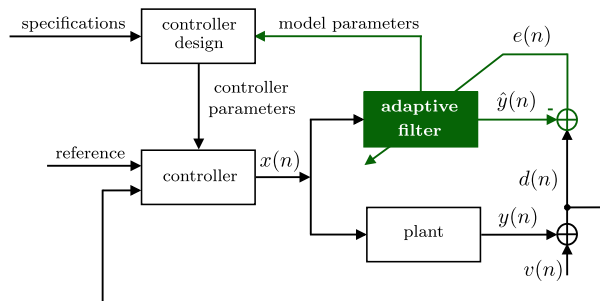 specifications
controller
design
model parameters
e(n)
controller
parameters
adaptive
filter
ŷ(n)
-
reference
controller
x(n)
d(n)
plant
y(n)
v(n)